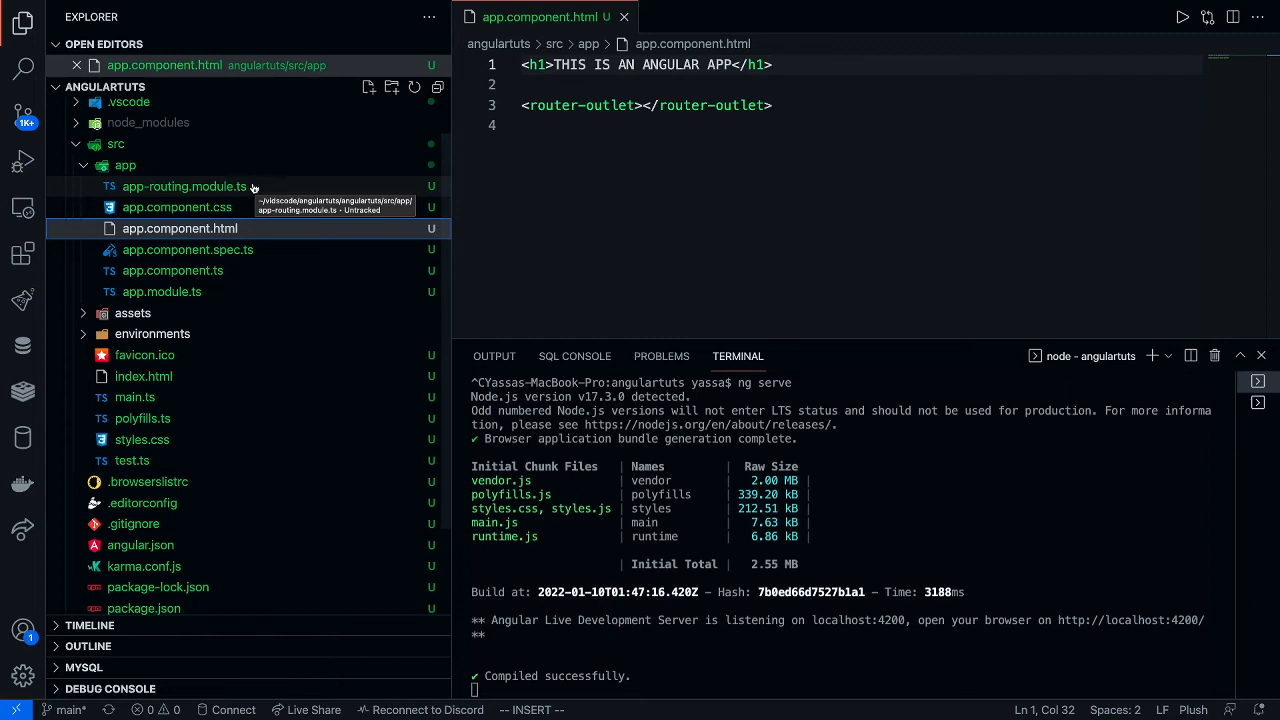 EXPLORER
OPEN EDITORS
app.component.html angulartuts/src/app U
ANGULARTUTS
.vscode
node_modules
src
app
app-routing.module.ts U
~/vidscode/angulartuts/angulartuts/src/app/
app-routing.module.ts • Untracked
app.component.css U
app.component.html U
app.component.spec.ts U
app.component.ts U
app.module.ts U
assets
environments
favicon.ico U
index.html U
main.ts U
polyfills.ts U
styles.css U
test.ts U
.browserslistrc U
.editorconfig U
.gitignore U
angular.json U
karma.conf.js U
package-lock.json U
package.json U
TIMELINE
OUTLINE
MYSQL
DEBUG CONSOLE
1K+
1
app.component.html U
angulartuts > src > app > app.component.html
1 <h1>THIS IS AN ANGULAR APP</h1>
2
3 <router-outlet></router-outlet>
4
OUTPUT SQL CONSOLE PROBLEMS TERMINAL node - angulartuts
^CYassas-MacBook-Pro:angulartuts yassa$ ng serve
Node.js version v17.3.0 detected.
Odd numbered Node.js versions will not enter LTS status and should not be used for production. For more informa
tion, please see https://nodejs.org/en/about/releases/.
✔ Browser application bundle generation complete.
Initial Chunk Files | Names | Raw Size
vendor.js | vendor | 2.00 MB |
polyfills.js | polyfills | 339.20 kB |
styles.css, styles.js | styles | 212.51 kB |
main.js | main | 7.63 kB |
runtime.js | runtime | 6.86 kB |
| Initial Total | 2.55 MB
Build at: 2022-01-10T01:47:16.420Z - Hash: 7b0ed66d7527b1a1 - Time: 3188ms
** Angular Live Development Server is listening on localhost:4200, open your browser on http://localhost:4200/
**
✔ Compiled successfully.
main* 0 0 Connect Live Share Reconnect to Discord -- INSERT -- Ln 1, Col 32 Spaces: 2 LF Plush